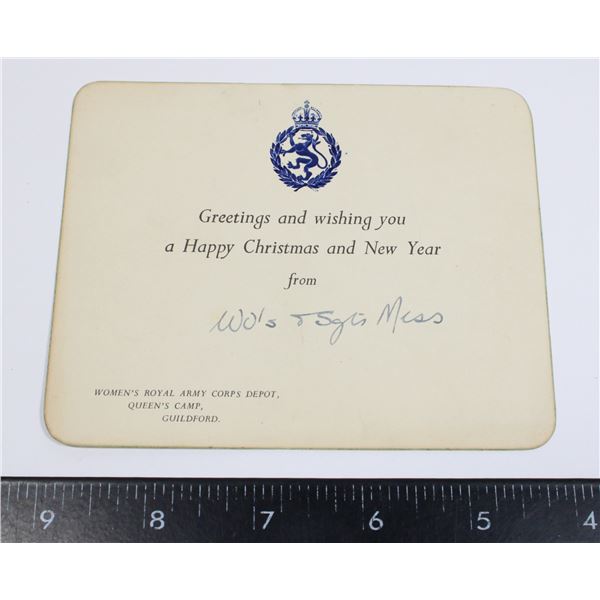 Greetings and wishing you
a Happy Christmas and New Year
from
WO's & Sgts Mess
WOMEN'S ROYAL ARMY CORPS DEPOT,
QUEEN'S CAMP,
GUILDFORD.
9 8 7 6 5 4